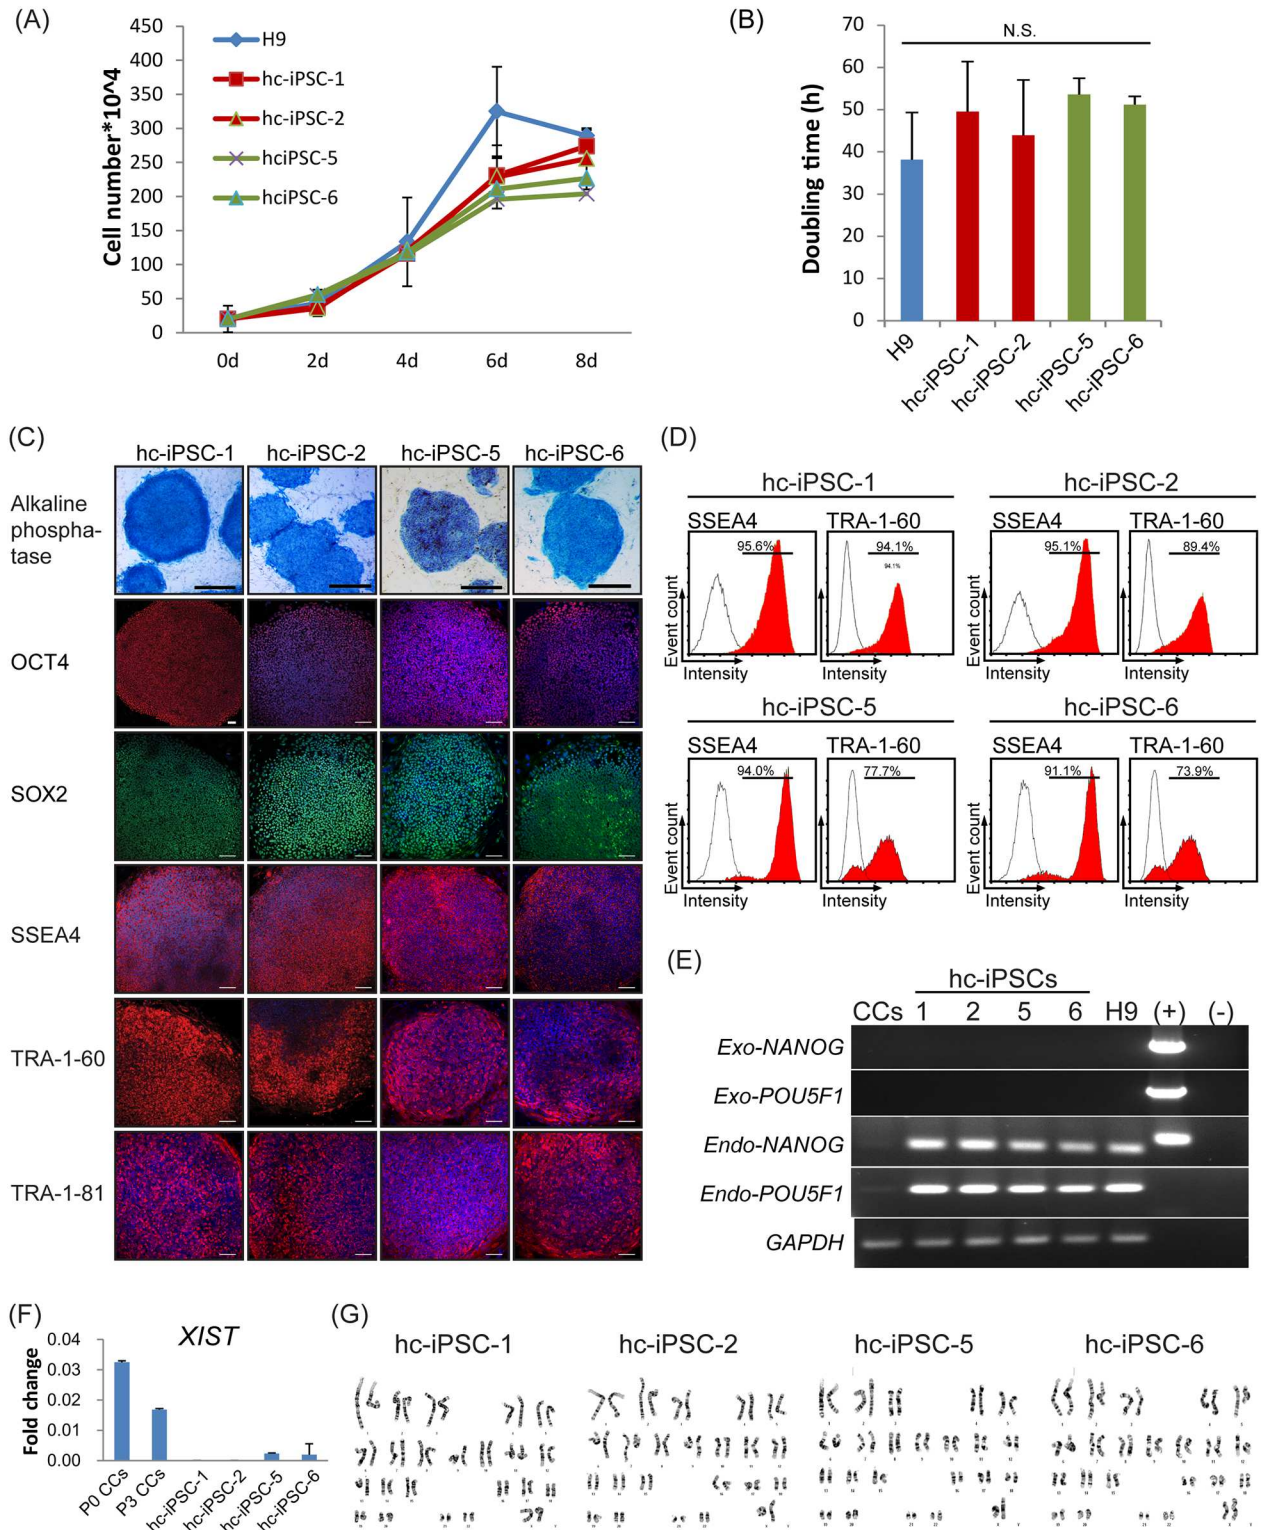 (A)
450
400
350
300
250
200
150
100
50
0
Cell number*10^4
H9
hc-iPSC-1
hc-iPSC-2
hciPSC-5
hciPSC-6
0d 2d 4d 6d 8d
(B)
70
60
50
40
30
20
10
0
Doubling time (h)
N.S.
H9 hc-iPSC-1 hc-iPSC-2 hc-iPSC-5 hc-iPSC-6
(C)
hc-iPSC-1 hc-iPSC-2 hc-iPSC-5 hc-iPSC-6
Alkaline
phospha-
tase
OCT4
SOX2
SSEA4
TRA-1-60
TRA-1-81
(D)
hc-iPSC-1 hc-iPSC-2
SSEA4 TRA-1-60 SSEA4 TRA-1-60
95.6% 94.1% 95.1% 89.4%
94.1%
Event count Event count
Intensity Intensity Intensity Intensity
hc-iPSC-5 hc-iPSC-6
SSEA4 TRA-1-60 SSEA4 TRA-1-60
94.0% 77.7% 91.1% 73.9%
Event count Event count
Intensity Intensity Intensity Intensity
(E)
hc-iPSCs
CCs 1 2 5 6 H9 (+) (-)
Exo-NANOG
Exo-POU5F1
Endo-NANOG
Endo-POU5F1
GAPDH
(F)
XIST
0.04
0.03
0.02
0.01
0.00
Fold change
P0 CCs P3 CCs hc-iPSC-1 hc-iPSC-2 hc-iPSC-5 hc-iPSC-6
(G)
hc-iPSC-1 hc-iPSC-2 hc-iPSC-5 hc-iPSC-6